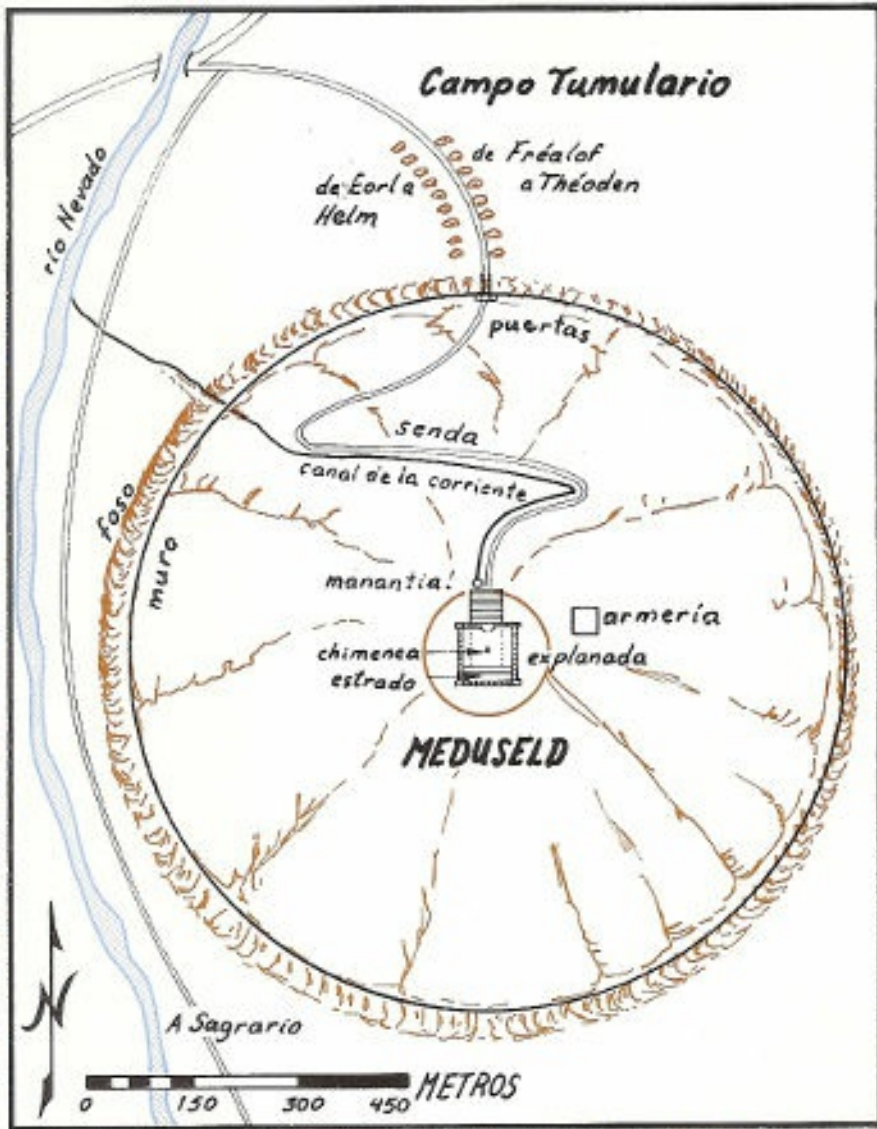 Campo Tumulario
de Fréalof
a Théoden
de Eorl a
Helm
río Nevado
puertas
senda
canal de la corriente
foso
muro
manantial
armería
chimenea
explanada
estrado
MEDUSELD
N
A Sagrario
METROS
0 150 300 450